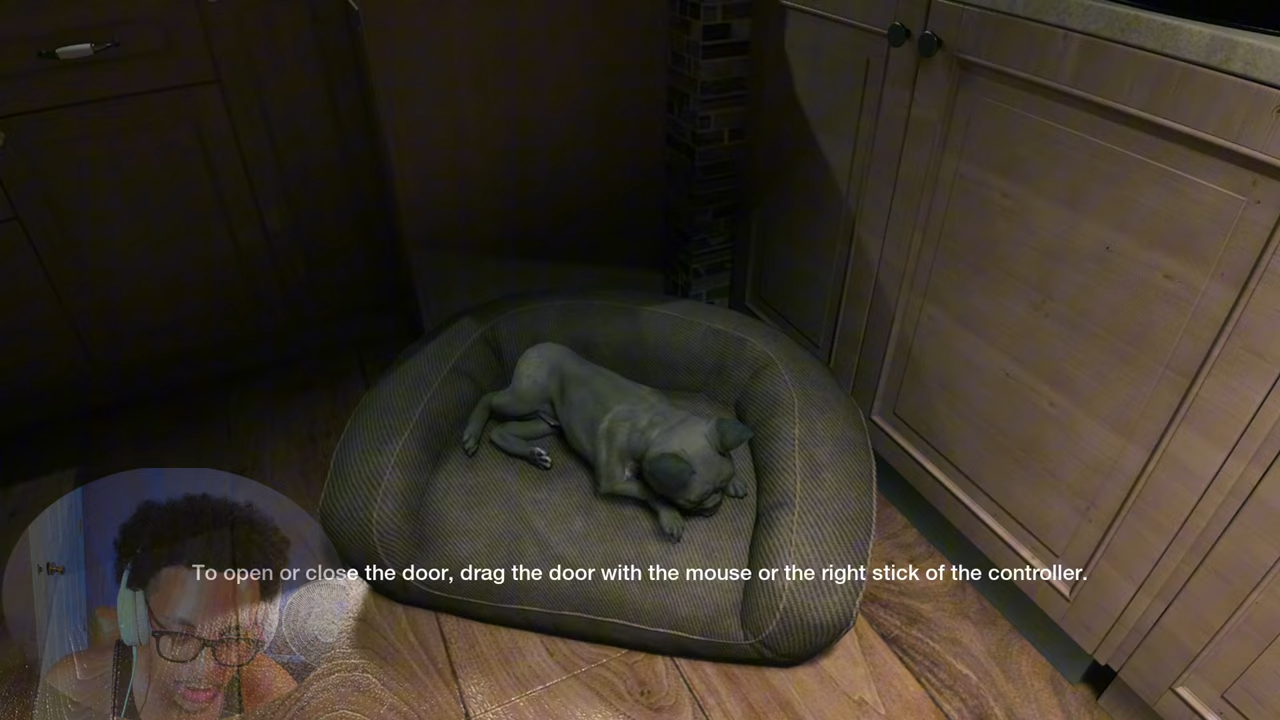 To open or close the door, drag the door with the mouse or the right stick of the controller.